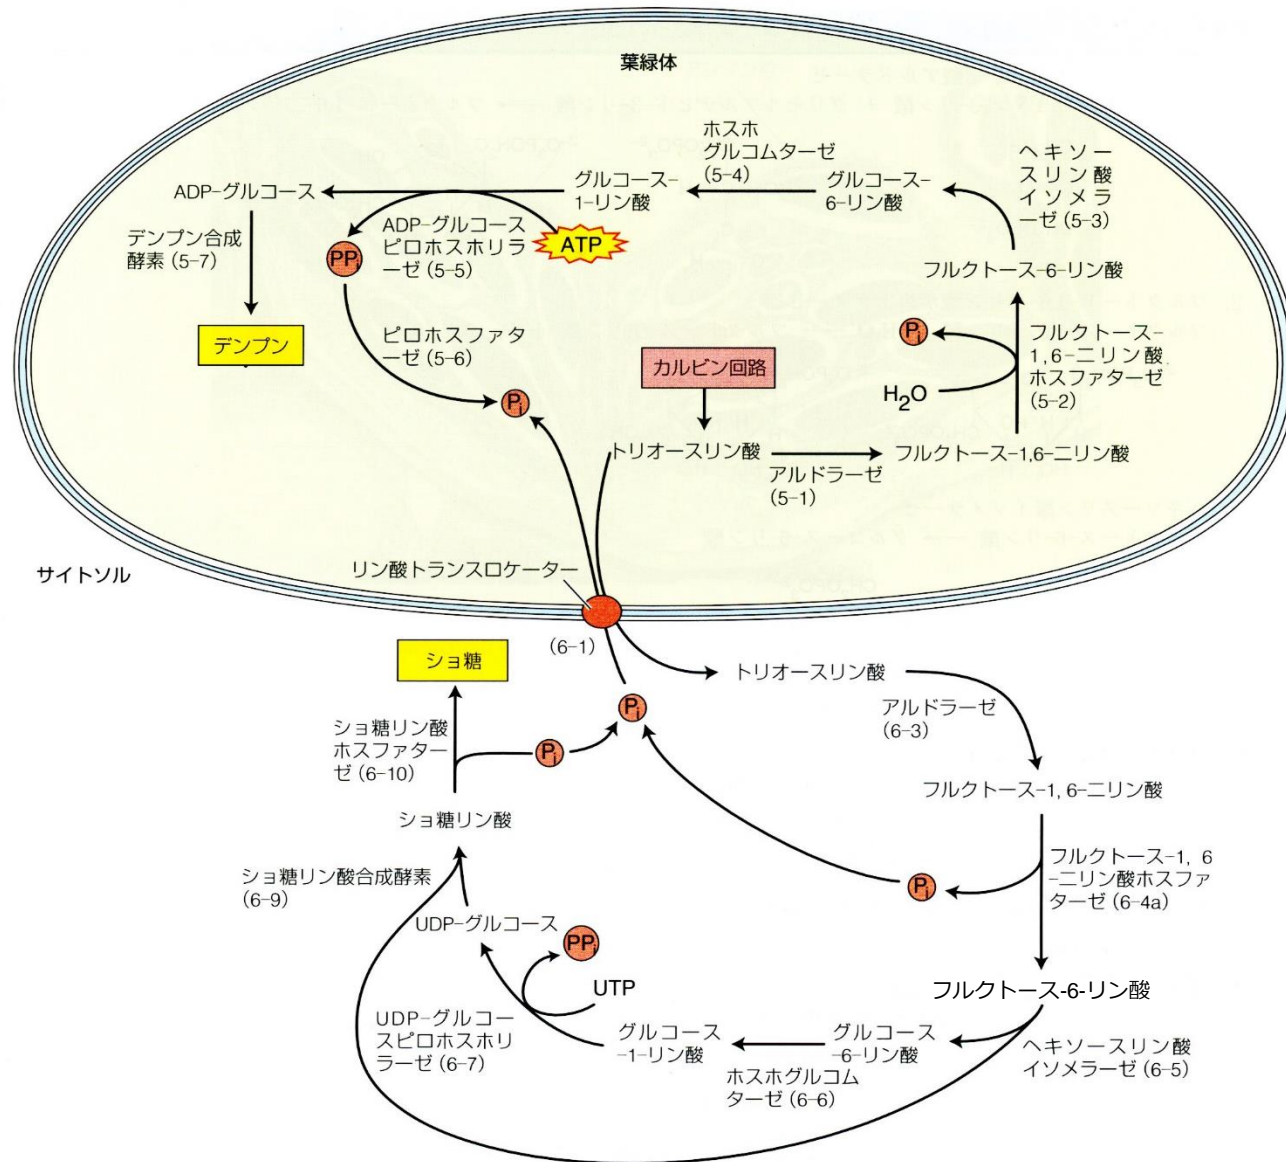 葉緑体
ホスホ
グルコムターゼ
(5-4)
ヘキソー
スリン酸
イソメラ
ーゼ(5-3)
ADP-グルコース
グルコース-
1-リン酸
グルコース-
6-リン酸
デンプン合成
酵素(5-7)
PPi
ADP-グルコース
ピロホスホリラ
ーゼ(5-5)
ATP
フルクトース-6-リン酸
デンプン
ピロホスファタ
ーゼ(5-6)
Pi
カルビン回路
Pi
H2O
フルクトース-
1,6-二リン酸
ホスファターゼ
(5-2)
トリオースリン酸
アルドラーゼ
(5-1)
フルクトース-1,6-二リン酸
サイトソル
リン酸トランスロケーター
(6-1)
ショ糖
トリオースリン酸
アルドラーゼ
(6-3)
Pi
ショ糖リン酸
ホスファター
ゼ(6-10)
Pi
フルクトース-1, 6-二リン酸
ショ糖リン酸
フルクトース-1, 6
-二リン酸ホスファ
ターゼ(6-4a)
Pi
ショ糖リン酸合成酵素
(6-9)
UDP-グルコース
PPi
UTP
フルクトース-6-リン酸
UDP-グルコー
スピロホスホリ
ラーゼ(6-7)
グルコース
-1-リン酸
グルコース
-6-リン酸
ホスホグルコム
ターゼ(6-6)
ヘキソースリン酸
イソメラーゼ(6-5)